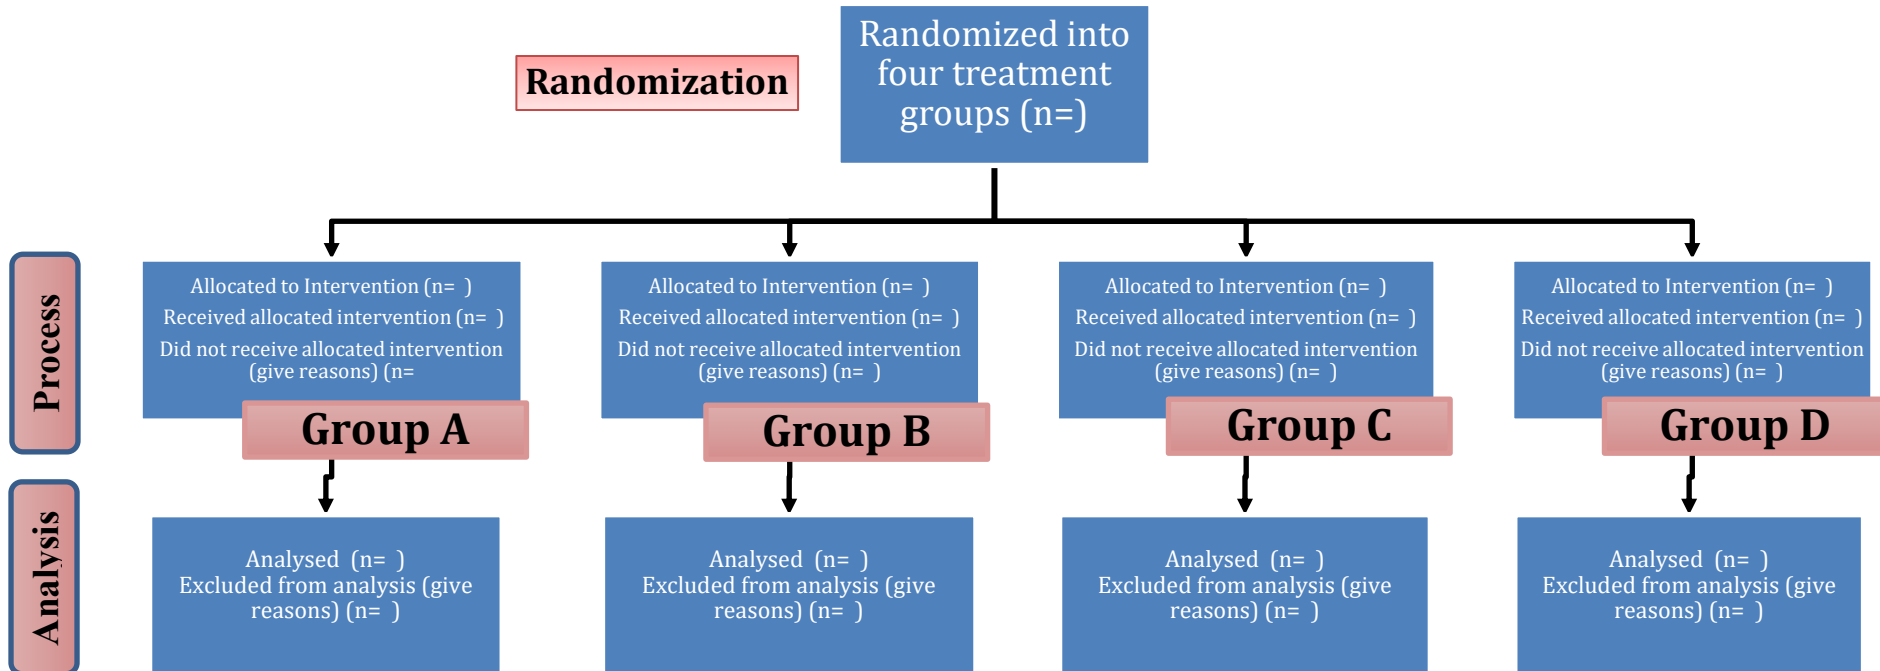 Randomized into
four treatment
groups (n=)
Randomization
Process
Allocated to Intervention (n=  )
Received allocated intervention (n=  )
Did not receive allocated intervention
(give reasons) (n=
Group A
Allocated to Intervention (n=  )
Received allocated intervention (n=  )
Did not receive allocated intervention
(give reasons) (n=  )
Group B
Allocated to Intervention (n=  )
Received allocated intervention (n=  )
Did not receive allocated intervention
(give reasons) (n=  )
Group C
Allocated to Intervention (n=  )
Received allocated intervention (n=  )
Did not receive allocated intervention
(give reasons) (n=  )
Group D
Analysis
Analysed  (n=  )
Excluded from analysis (give
reasons) (n=  )
Analysed  (n=  )
Excluded from analysis (give
reasons) (n=  )
Analysed  (n=  )
Excluded from analysis (give
reasons) (n=  )
Analysed  (n=  )
Excluded from analysis (give
reasons) (n=  )